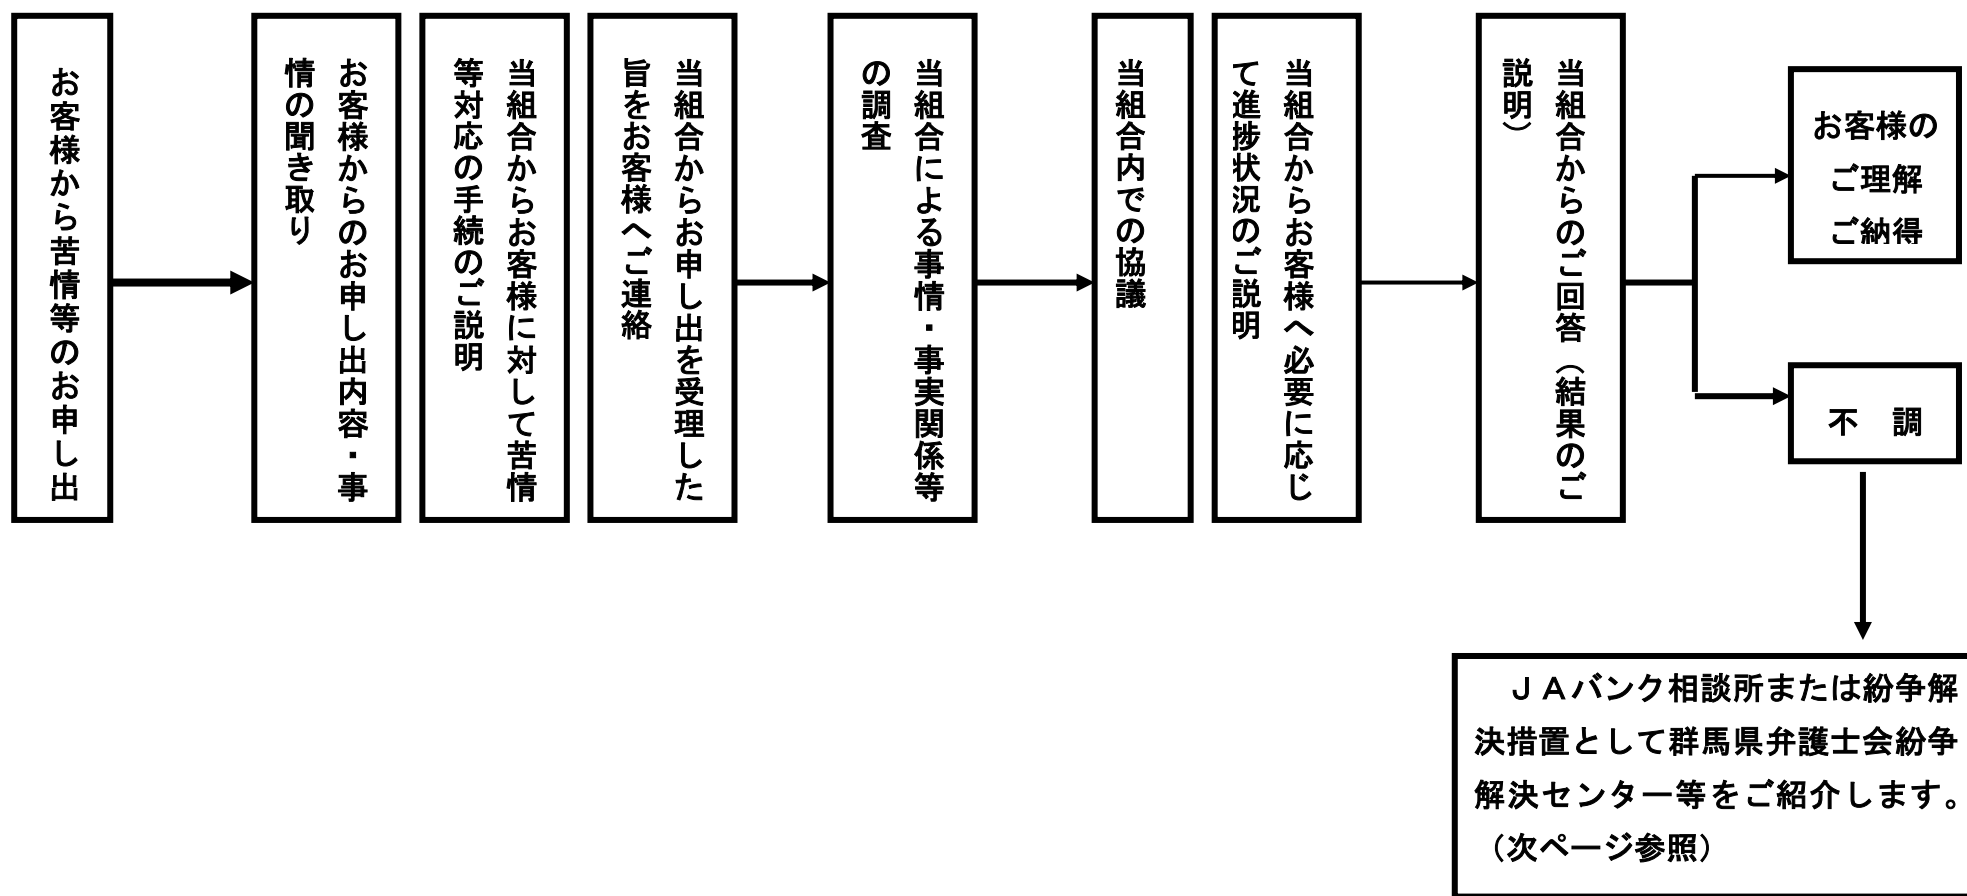 お客様から苦情等のお申し出
お客様からのお申し出内容・事
情の聞き取り
当組合からお客様に対して苦情
等対応の手続のご説明
当組合からお申し出を受理した
旨をお客様へご連絡
当組合による事情・事実関係等
の調査
当組合内での協議
当組合からお客様へ必要に応じ
て進捗状況のご説明
当組合からのご回答（結果のご
説明）
お客様の
ご理解
ご納得
不　調
ＪＡバンク相談所または紛争解
決措置として群馬県弁護士会紛争
解決センター等をご紹介します。
（次ページ参照）